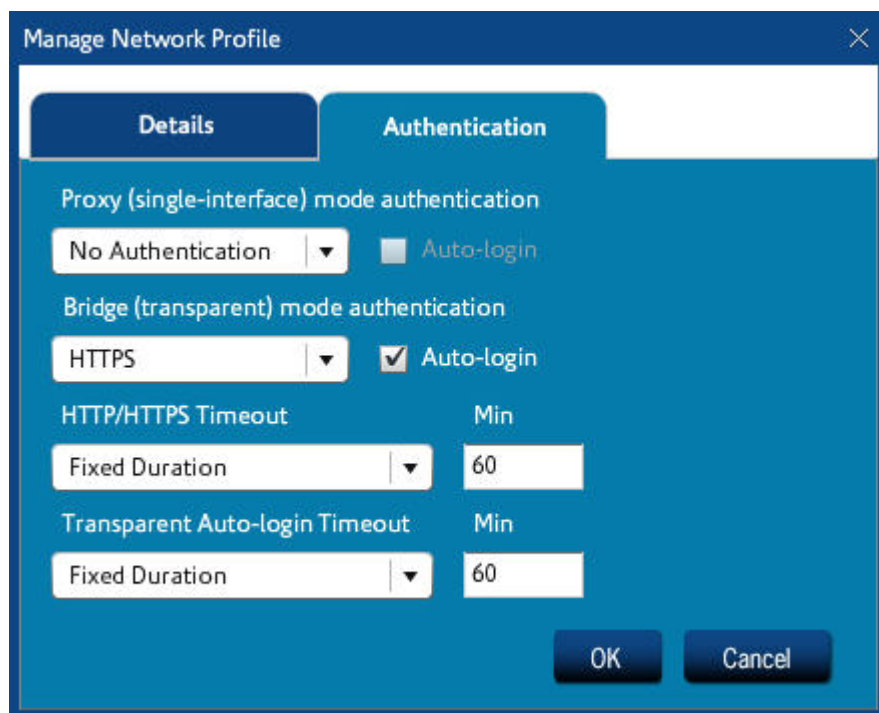 Manage Network Profile
Details Authentication
Proxy (single-interface) mode authentication
No Authentication Auto-login
Bridge (transparent) mode authentication
HTTPS Auto-login
HTTP/HTTPS Timeout Min
Fixed Duration 60
Transparent Auto-login Timeout Min
Fixed Duration 60
OK Cancel